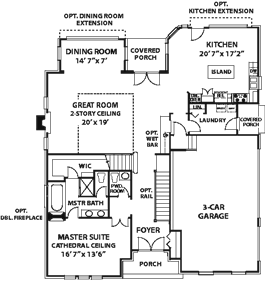 OPT.
KITCHEN EXTENSION
OPT. DINING ROOM
EXTENSION
DINING ROOM
14'7"x 7'
COVERED
PORCH
KITCHEN
20'7"x 17'2"
ISLAND
GREAT ROOM
2-STORY CEILING
20' x 19'
LAUNDRY
COVERED
PORCH
OPT.
WET
BAR
WIC
PWD.
ROOM
OPT.
RAIL
MSTR BATH
OPT.
DBL. FIREPLACE
3-CAR
GARAGE
MASTER SUITE
CATHEDRAL CEILING
16'7"x 13'6"
FOYER
PORCH